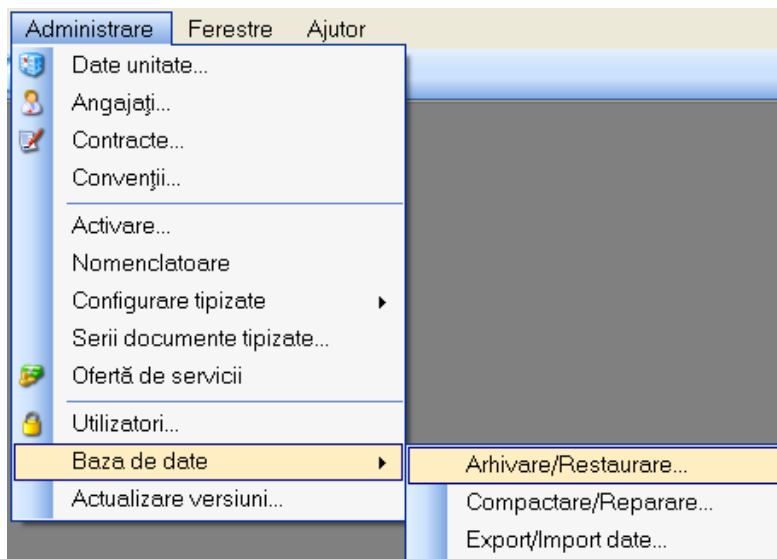 Administrare Ferestre Ajutor
Date unitate...
Angajaţi...
Contracte...
Convenţii...
Activare...
Nomenclatoare
Configurare tipizate
Serii documente tipizate...
Ofertă de servicii
Utilizatori...
Baza de date
Arhivare/Restaurare...
Actualizare versiuni...
Compactare/Reparare...
Export/Import date...